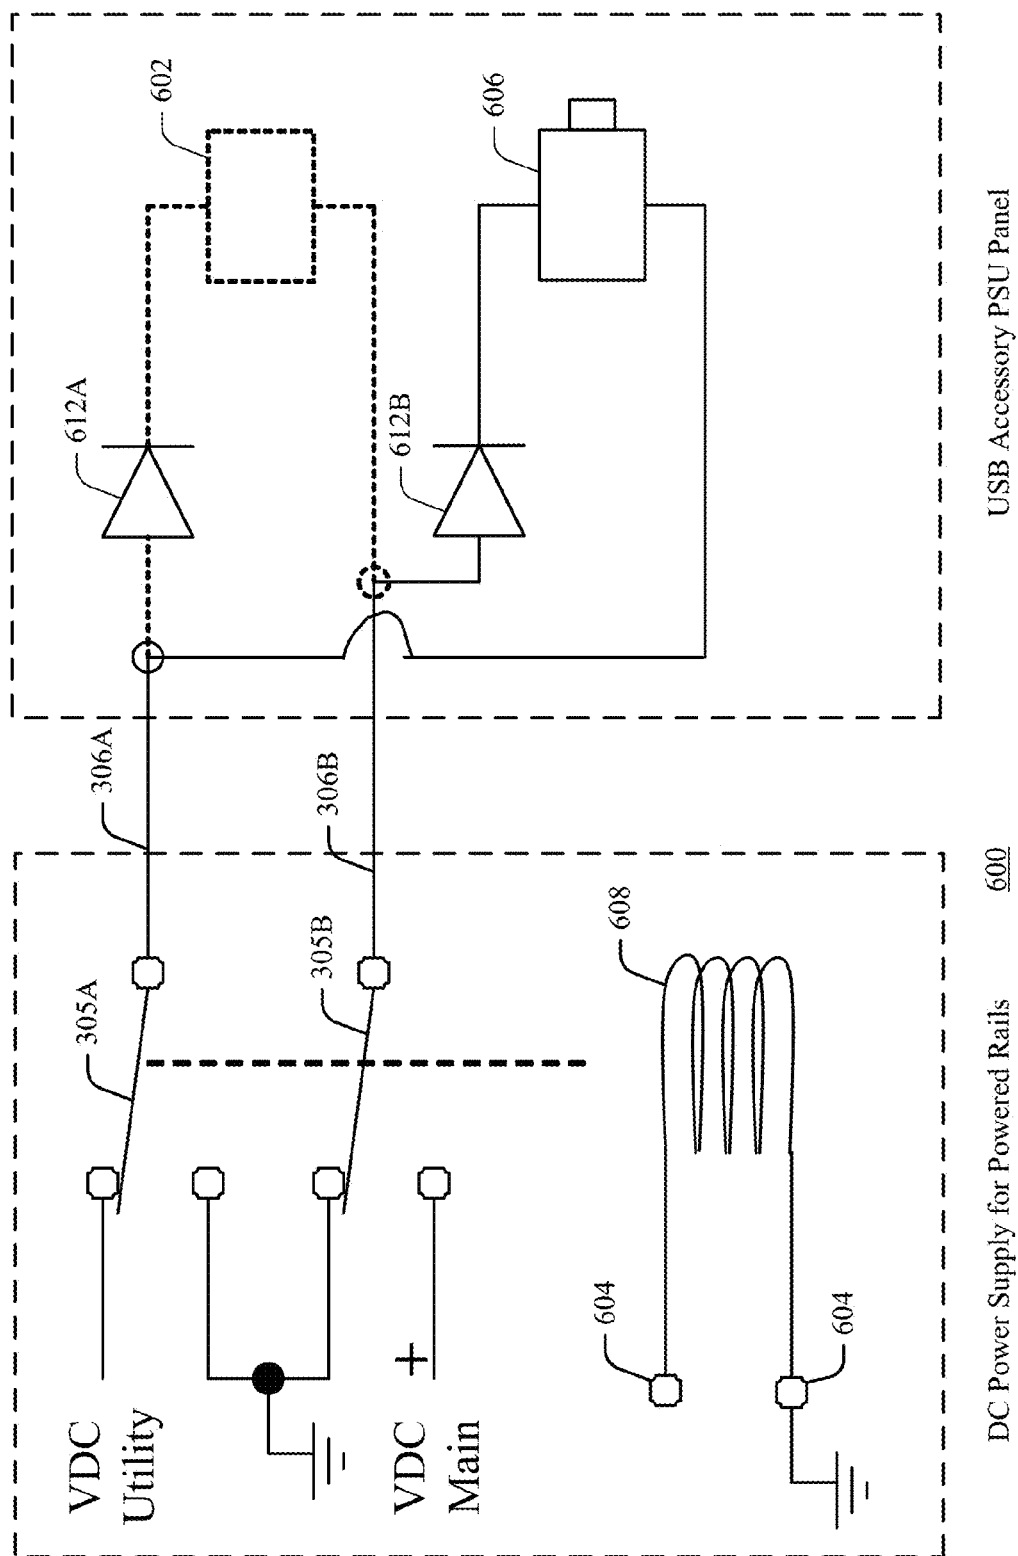 VDC
Utility
+
VDC
Main
305A
305B
306A
306B
612A
602
612B
606
604
604
608
DC Power Supply for Powered Rails
600
USB Accessory PSU Panel